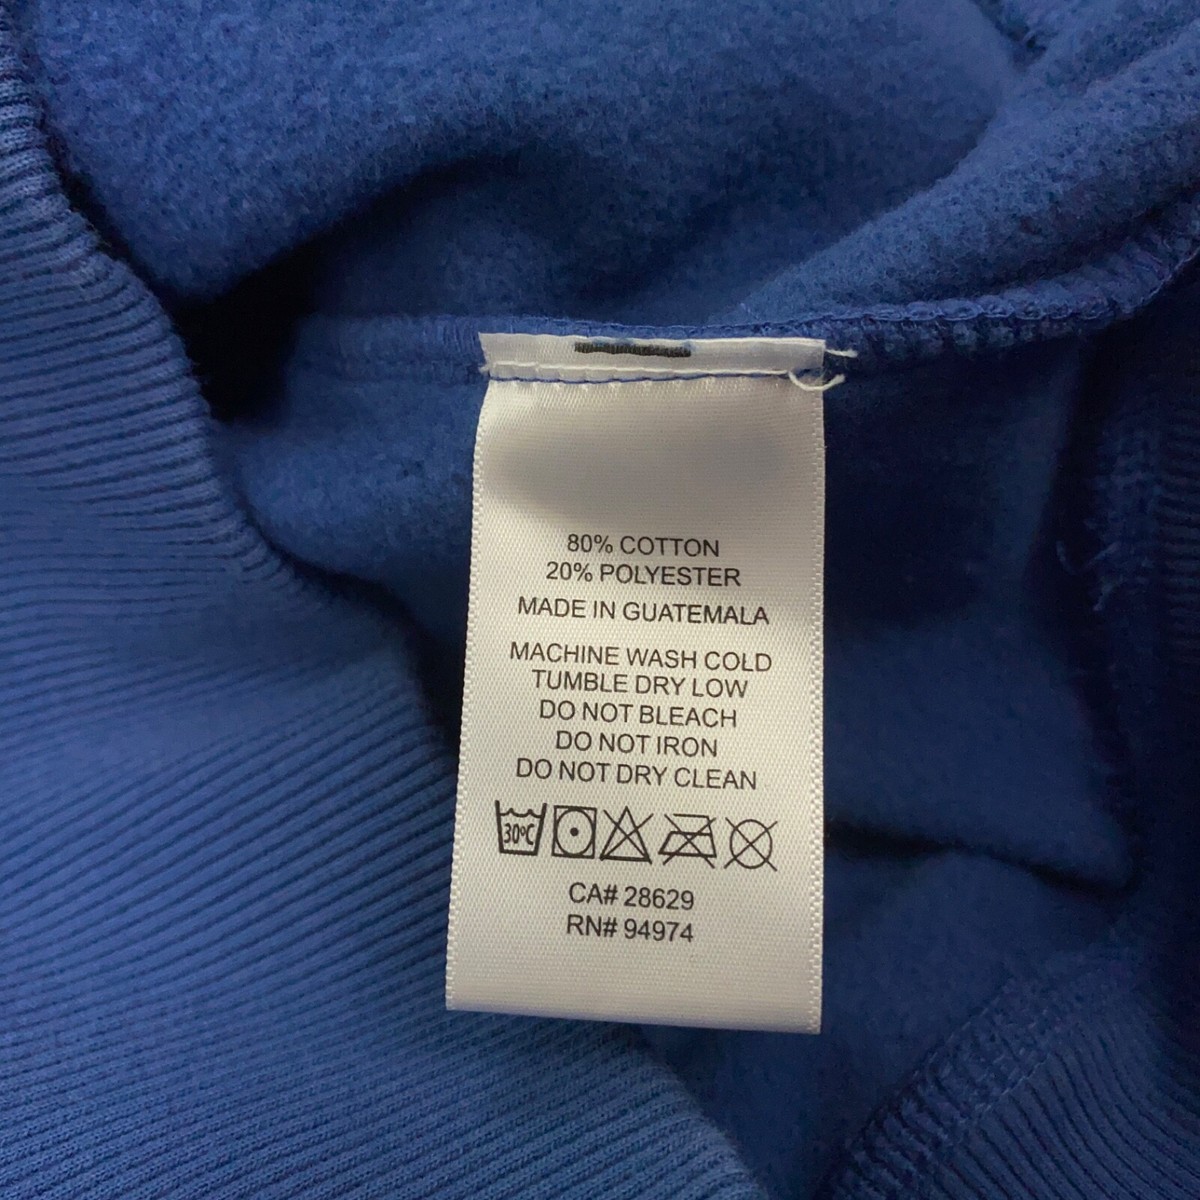 80% COTTON
20% POLYESTER
MADE IN GUATEMALA
MACHINE WASH COLD
TUMBLE DRY LOW
DO NOT BLEACH
DO NOT IRON
DO NOT DRY CLEAN
30ºC
CA# 28629
RN# 94974